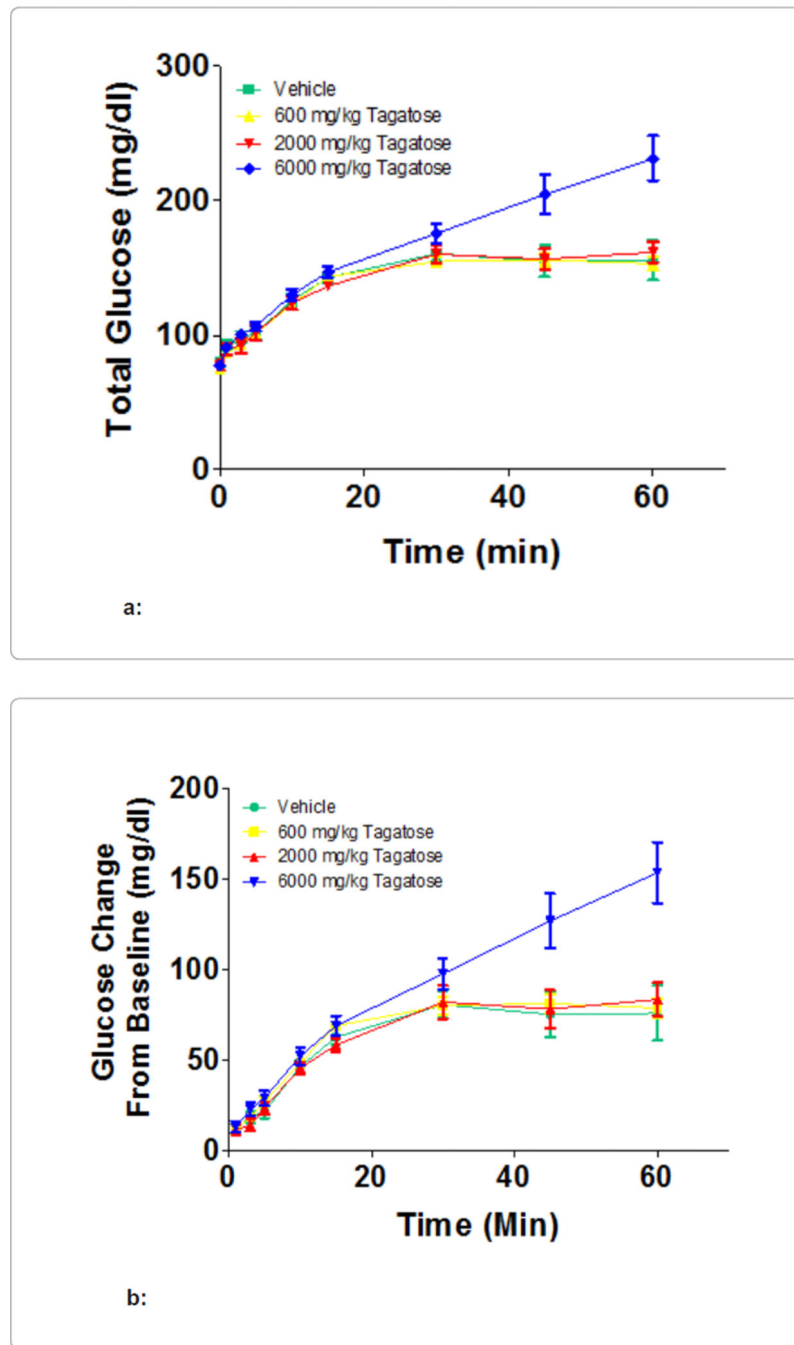 300
200
100
0
Total Glucose (mg/dl)
Vehicle
600 mg/kg Tagatose
2000 mg/kg Tagatose
6000 mg/kg Tagatose
0 20 40 60
Time (min)
a:
200
150
100
50
0
Glucose Change
From Baseline (mg/dl)
Vehicle
600 mg/kg Tagatose
2000 mg/kg Tagatose
6000 mg/kg Tagatose
0 20 40 60
Time (Min)
b: